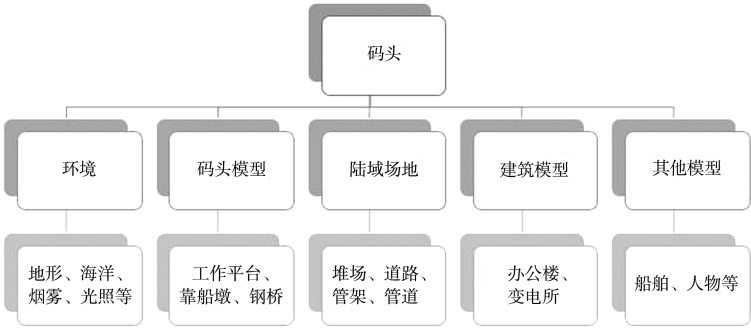 码头
环境
码头模型
陆域场地
建筑模型
其他模型
地形、海洋、
烟雾、光照等
工作平台、
靠船墩、钢桥
堆场、道路、
管架、管道
办公楼、
变电所
船舶、人物等